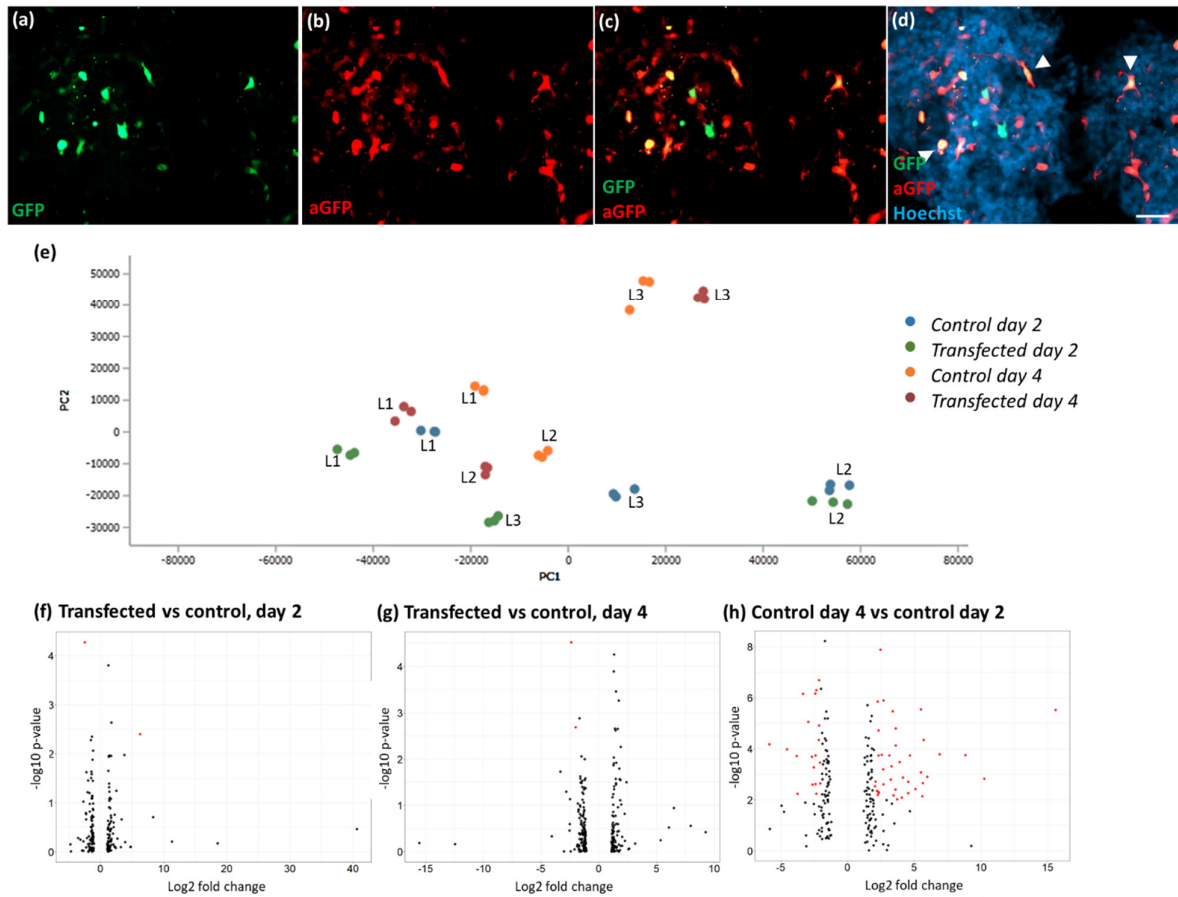 (a)
GFP
(b)
aGFP
(c)
GFP
aGFP
(d)
GFP
aGFP
Hoechst
(e)
50000
40000
30000
20000
10000
0
-10000
-20000
-30000
PC2
-80000 -60000 -40000 -20000 0 20000 40000 60000 80000
PC1
L3
L3
L1
L1
L1
L1
L2
L2
L3
L3
L2
L2
Control day 2
Transfected day 2
Control day 4
Transfected day 4
(f) Transfected vs control, day 2
-log10 p-value
4
3
2
1
0
0 10 20 30 40
Log2 fold change
(g) Transfected vs control, day 4
-log10 p-value
4
3
2
1
0
-15 -10 -5 0 5 10
Log2 fold change
(h) Control day 4 vs control day 2
-log10 p-value
8
6
4
2
0
-5 0 5 10 15
Log2 fold change